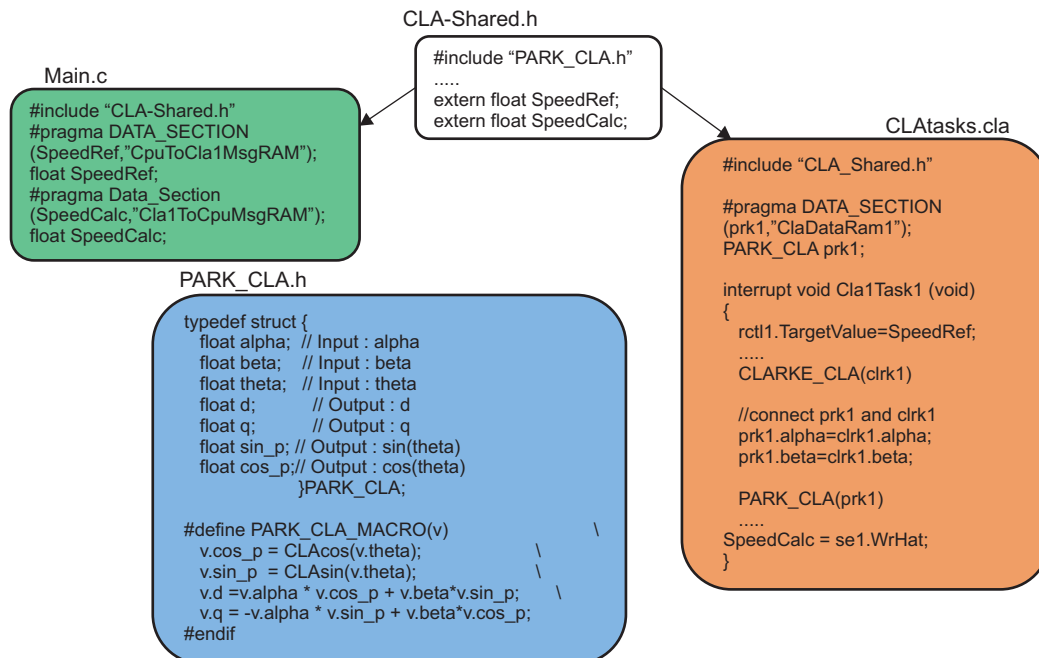 CLA-Shared.h
#include “PARK_CLA.h”
.....
extern float SpeedRef;
extern float SpeedCalc;
Main.c
#include “CLA-Shared.h”
#pragma DATA_SECTION
(SpeedRef,”CpuToCla1MsgRAM”);
float SpeedRef;
#pragma Data_Section
(SpeedCalc,”Cla1ToCpuMsgRAM”);
float SpeedCalc;
CLAtasks.cla
#include “CLA_Shared.h”
#pragma DATA_SECTION
(prk1,”ClaDataRam1”);
PARK_CLA prk1;
interrupt void Cla1Task1 (void)
{
rctl1.TargetValue=SpeedRef;
.....
CLARKE_CLA(clrk1)
//connect prk1 and clrk1
prk1.alpha=clrk1.alpha;
prk1.beta=clrk1.beta;
PARK_CLA(prk1)
.....
SpeedCalc = se1.WrHat;
}
PARK_CLA.h
typedef struct {
float alpha; // Input : alpha
float beta; // Input : beta
float theta; // Input : theta
float d; // Output : d
float q; // Output : q
float sin_p; // Output : sin(theta)
float cos_p;// Output : cos(theta)
}PARK_CLA;
#define PARK_CLA_MACRO(v) \
v.cos_p = CLAcos(v.theta); \
v.sin_p = CLAsin(v.theta); \
v.d =v.alpha * v.cos_p + v.beta*v.sin_p; \
v.q = -v.alpha * v.sin_p + v.beta*v.cos_p;
#endif